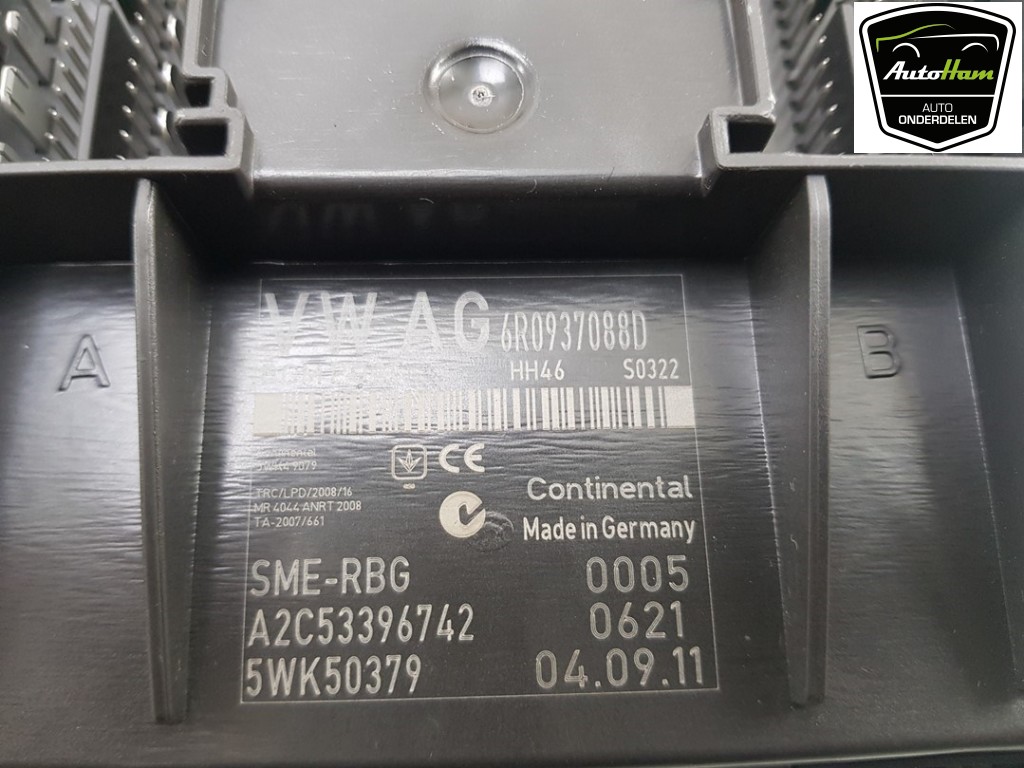 AutoHam
AUTO
ONDERDELEN
VW AG 6R0937088D
HH46 S0322
A
B
CE
TRC/LPD/2008/16
MR 4044 ANRT 2008
TA-2007/661
Continental
Made in Germany
SME-RBG 0005
A2C53396742 0621
5WK50379 04.09.11